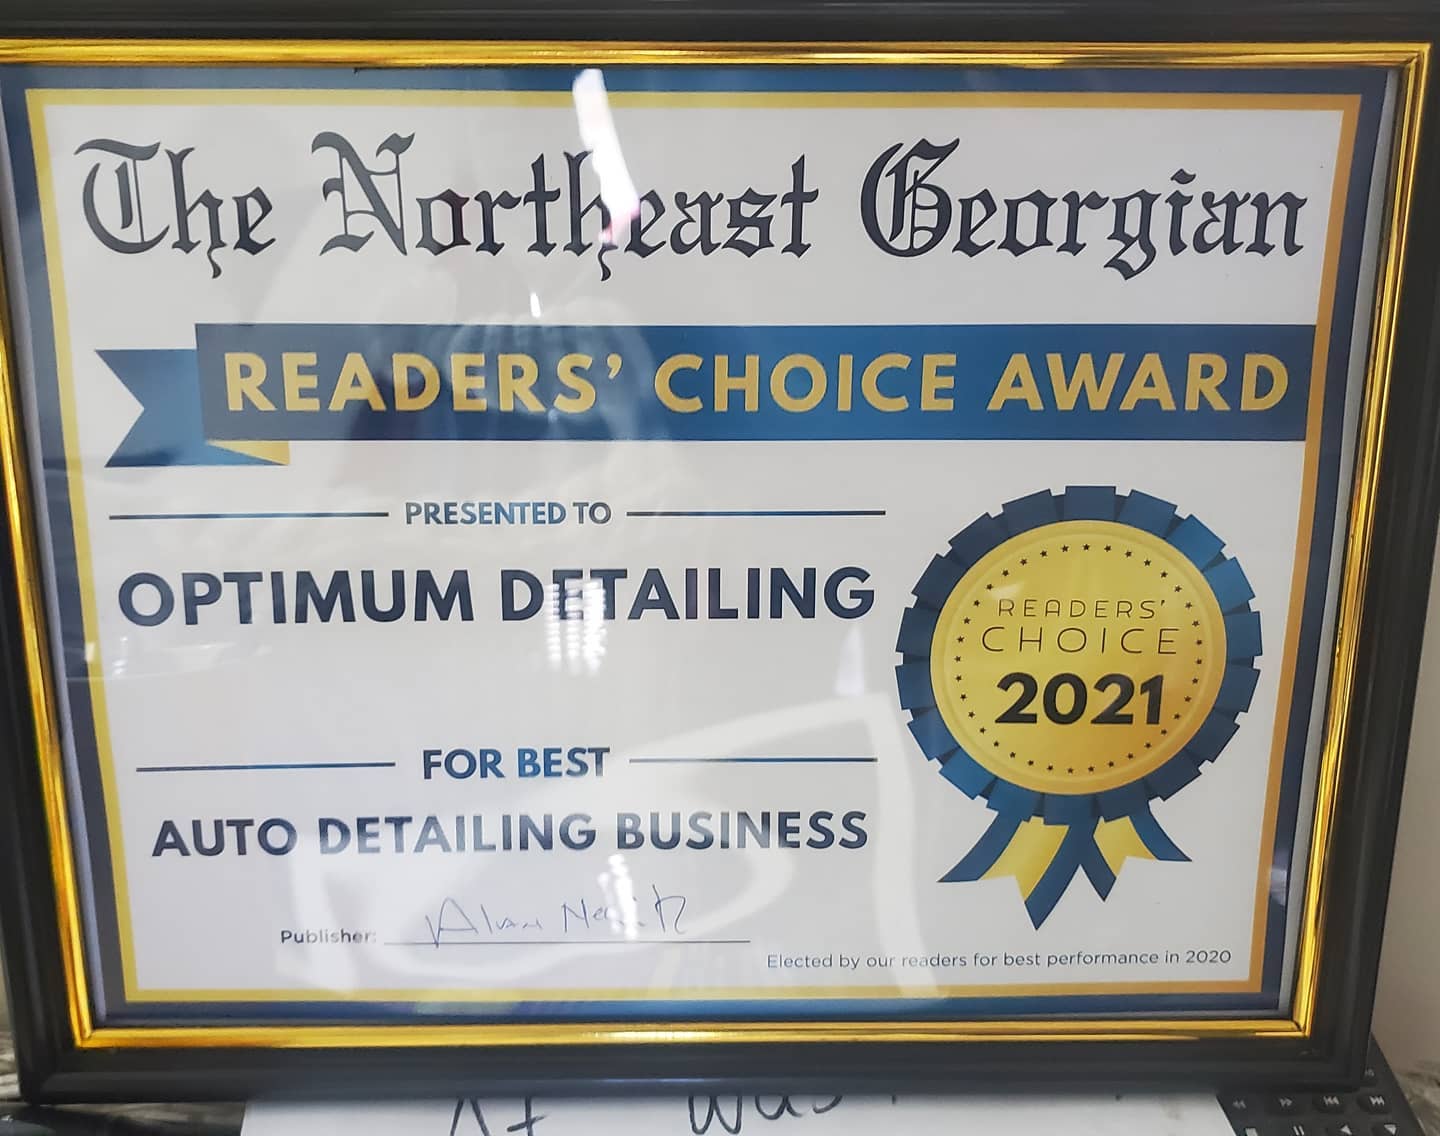 The Northeast Georgian
READERS' CHOICE AWARD
PRESENTED TO
OPTIMUM DETAILING
READERS'
CHOICE
2021
FOR BEST
AUTO DETAILING BUSINESS
Publisher: Alan
Elected by our readers for best performance in 2020